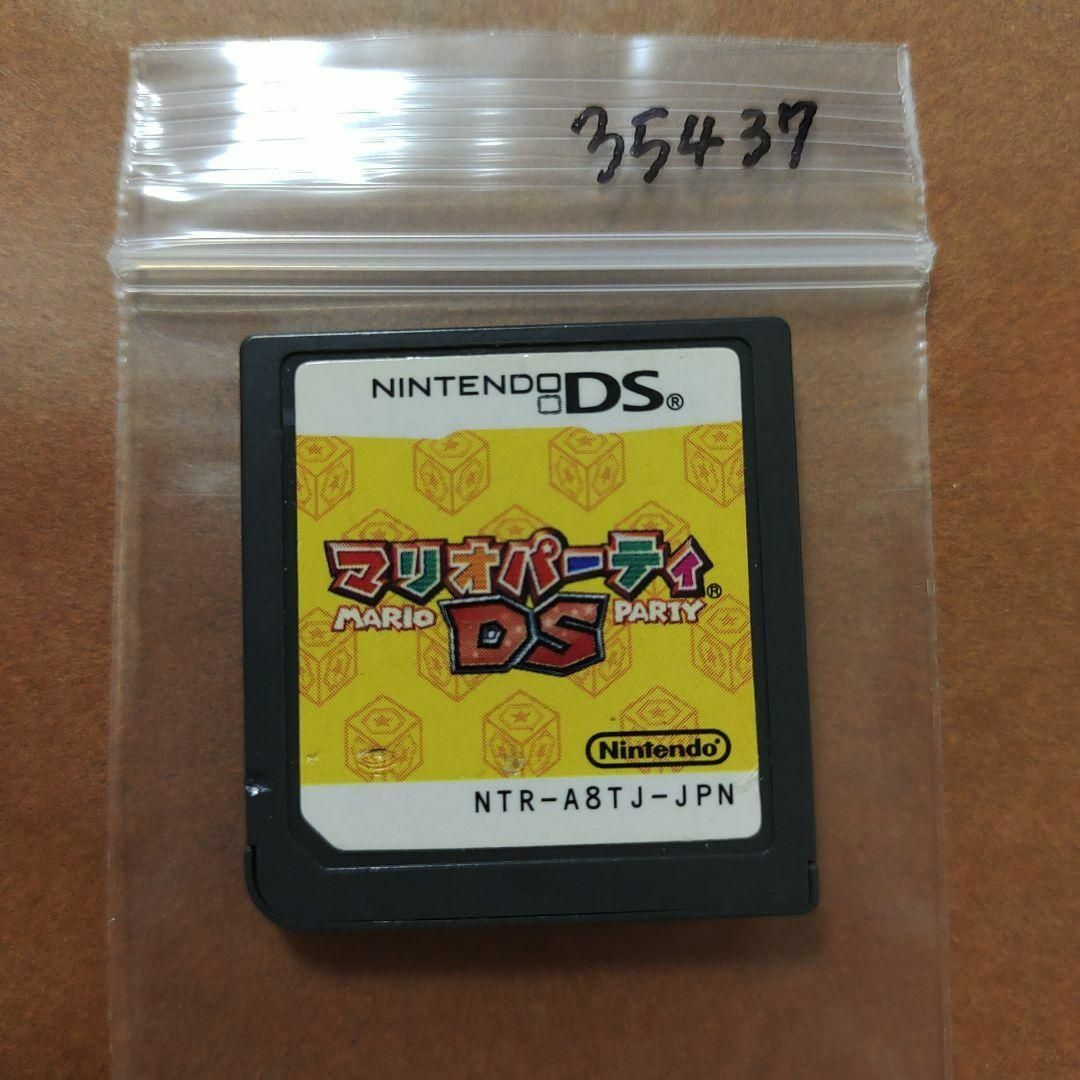 35437
NINTENDO DS®
マリオパーティ®
MARIO DS PARTY
Nintendo®
NTR-A8TJ-JPN